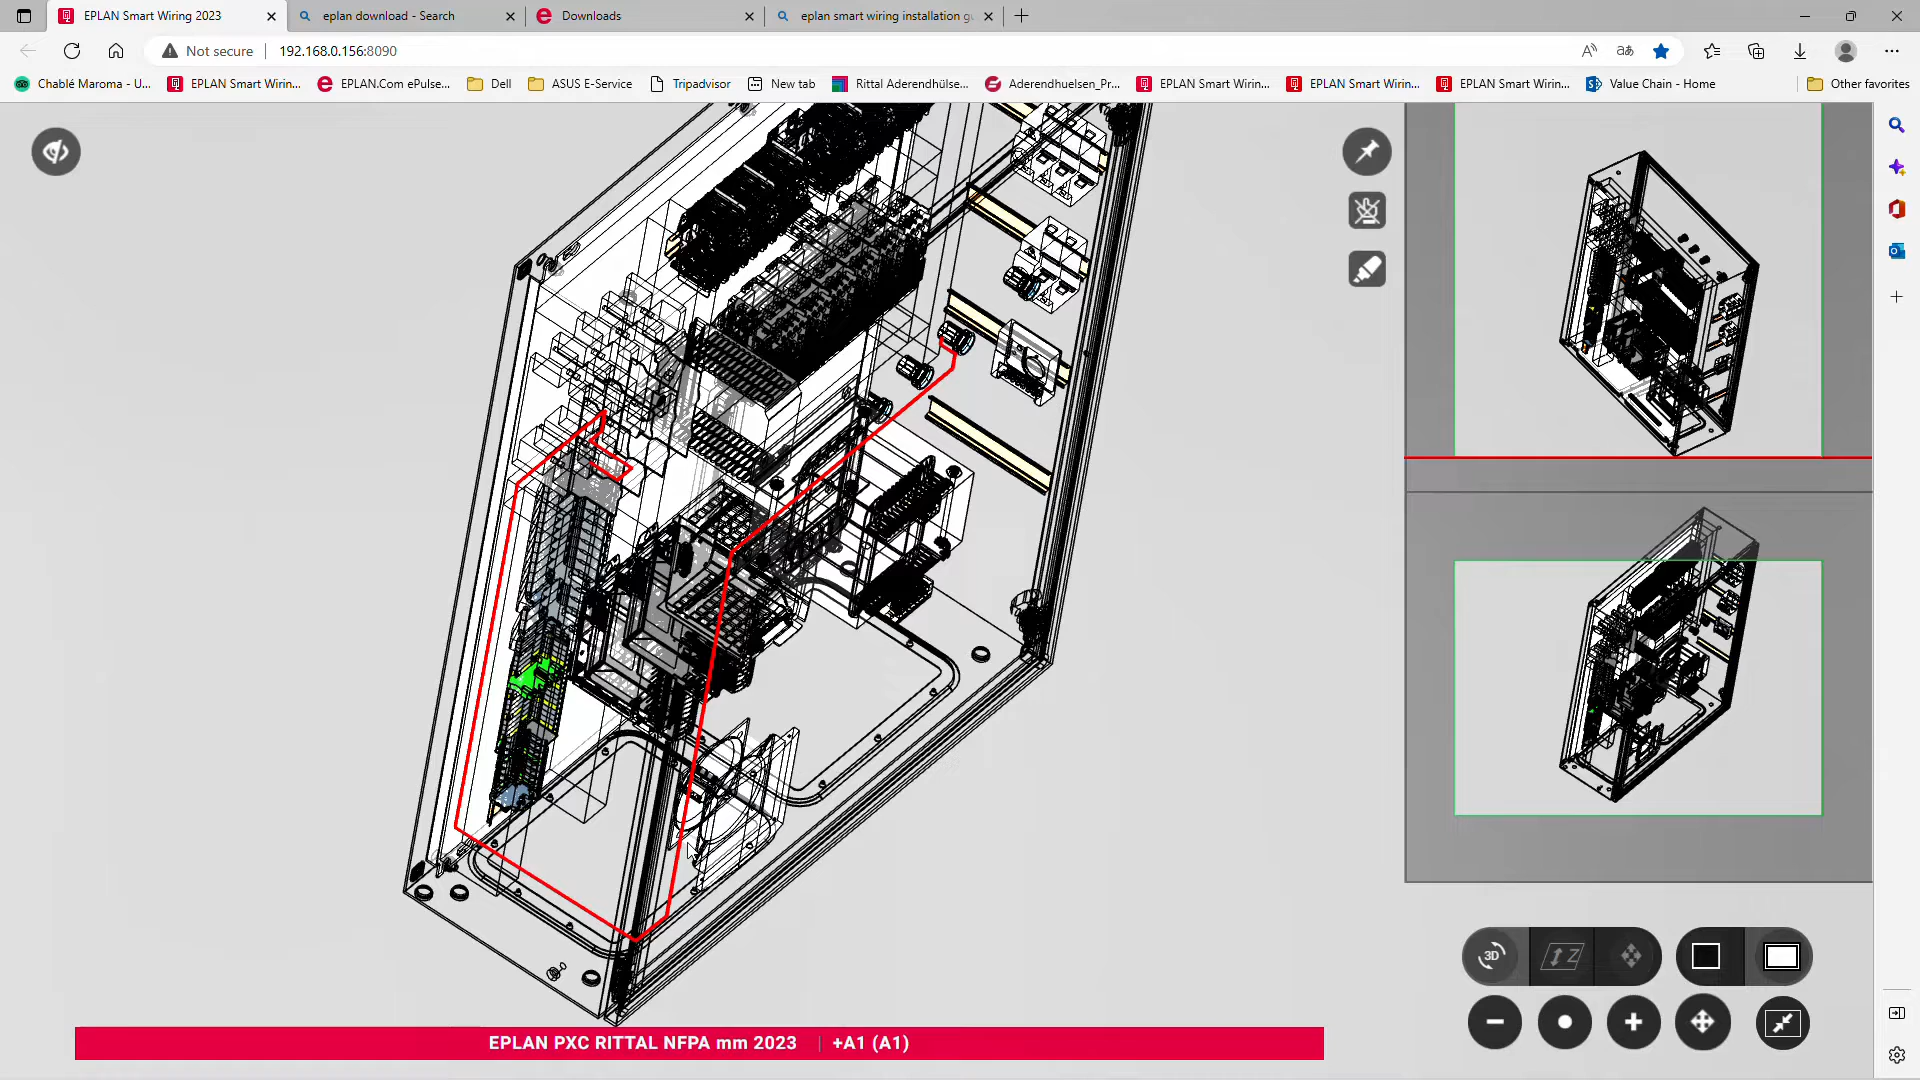 EPLAN Smart Wiring 2023
eplan download - Search
Downloads
eplan smart wiring installation gu
Not secure
192.168.0.156:8090
Chablé Maroma - U...
EPLAN Smart Wirin...
EPLAN.Com ePulse...
Dell
ASUS E-Service
Tripadvisor
New tab
Rittal Aderendhülse...
Aderendhuelsen_Pr...
EPLAN Smart Wirin...
EPLAN Smart Wirin...
EPLAN Smart Wirin...
Value Chain - Home
Other favorites
3D
Z
EPLAN PXC RITTAL NFPA mm 2023 | +A1 (A1)